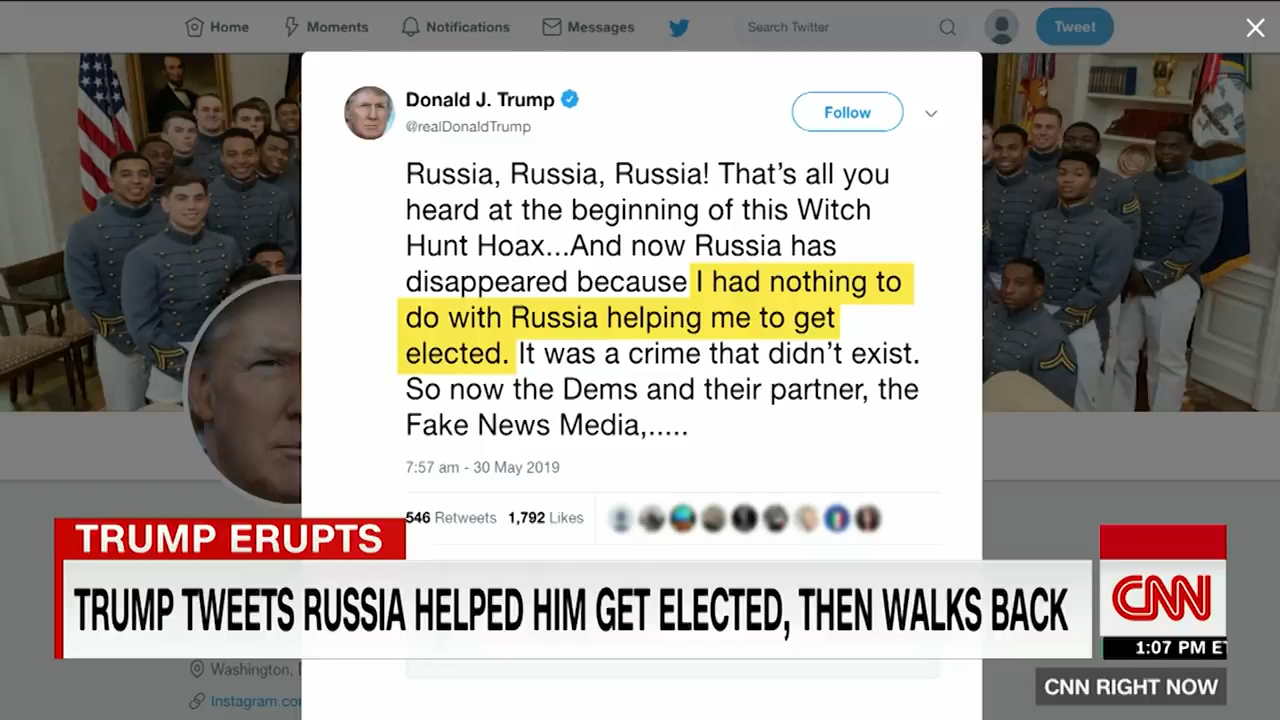 Home Moments Notifications Messages Search Twitter Tweet
Donald J. Trump
@realDonaldTrump
Follow
Russia, Russia, Russia! That's all you
heard at the beginning of this Witch
Hunt Hoax...And now Russia has
disappeared because I had nothing to
do with Russia helping me to get
elected. It was a crime that didn't exist.
So now the Dems and their partner, the
Fake News Media,.....
7:57 am - 30 May 2019
546 Retweets 1,792 Likes
TRUMP ERUPTS
TRUMP TWEETS RUSSIA HELPED HIM GET ELECTED, THEN WALKS BACK
CNN
1:07 PM ET
Washington,
Instagram.co
CNN RIGHT NOW